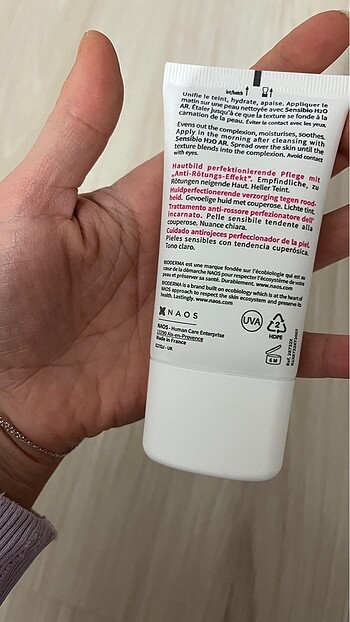 lot/batch
Unifie le teint, hydrate, apaise. Appliquer le
matin sur une peau nettoyée avec Sensibio H2O
AR. Étaler jusqu'à ce que la texture se fonde à la
carnation de la peau. Éviter le contact avec les yeux.
Evens out the complexion, moisturises, soothes.
Apply in the morning after cleansing with
Sensibio H2O AR. Spread over the skin until the
texture blends into the complexion. Avoid contact
with eyes.
Hautbild perfektionierende Pflege mit
„Anti-Rötungs-Effekt". Empfindliche, zu
Rötungen neigende Haut. Heller Teint.
Huidperfectionerende verzorging tegen rood-
heid. Gevoelige huid met couperose. Lichte tint.
Trattamento anti-rossore perfezionatore dell'
incarnato. Pelle sensibile tendente alla
couperose. Nuance chiara.
Cuidado antirojeces perfeccionador de la piel.
Pieles sensibles con tendencia cuperósica.
Tono claro.
BIODERMA est une marque fondée sur l'écobiologie qui est au
cœur de la démarche NAOS pour respecter l'écosystème de votre
peau et préserver sa santé. Durablement. www.naos.com
BIODERMA is a brand built on ecobiology which is at the heart of
NAOS approach to respect the skin ecosystem and preserve its
health. Lastingly. www.naos.com
NAOS
NAOS - Human Care Enterprise
13290 Aix-en-Provence
Made in France
UVA
2
HDPE
6 M